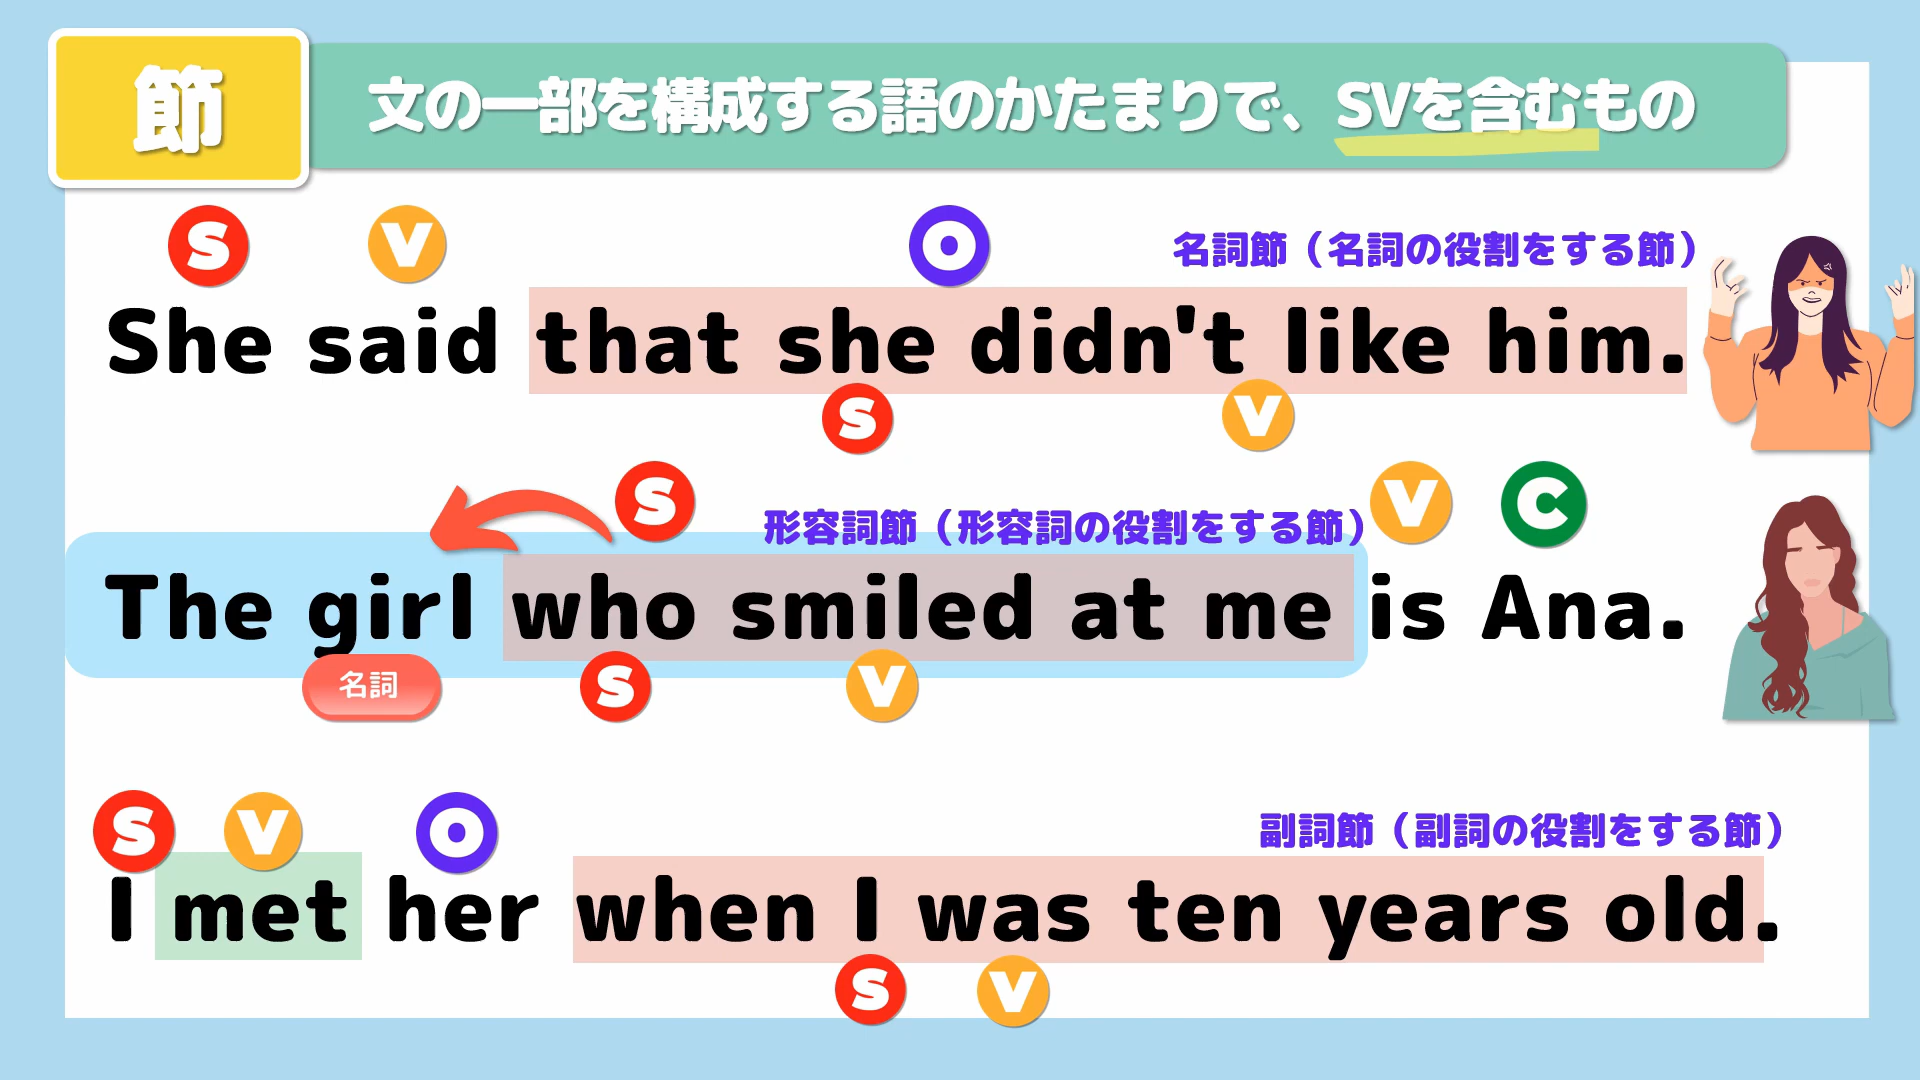 節
文の一部を構成する語のかたまりで、SVを含むもの
S V O 名詞節（名詞の役割をする節）
She said that she didn't like him.
S V
S 形容詞節（形容詞の役割をする節） V C
The girl who smiled at me is Ana.
名詞 S V
S V O 副詞節（副詞の役割をする節）
I met her when I was ten years old.
S V